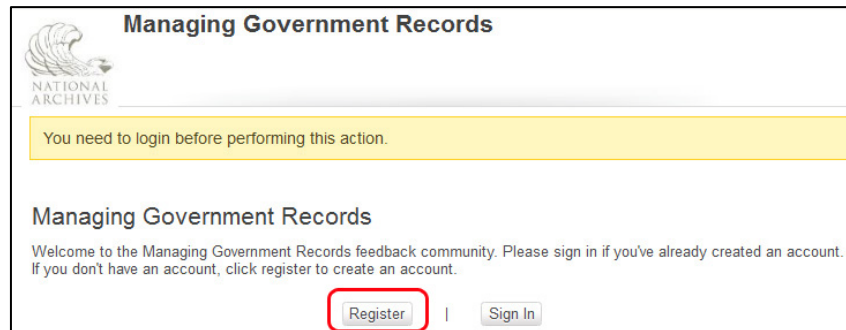 Managing Government Records
NATIONAL
ARCHIVES
You need to login before performing this action.
Managing Government Records
Welcome to the Managing Government Records feedback community. Please sign in if you've already created an account.
If you don't have an account, click register to create an account.
Register | Sign In